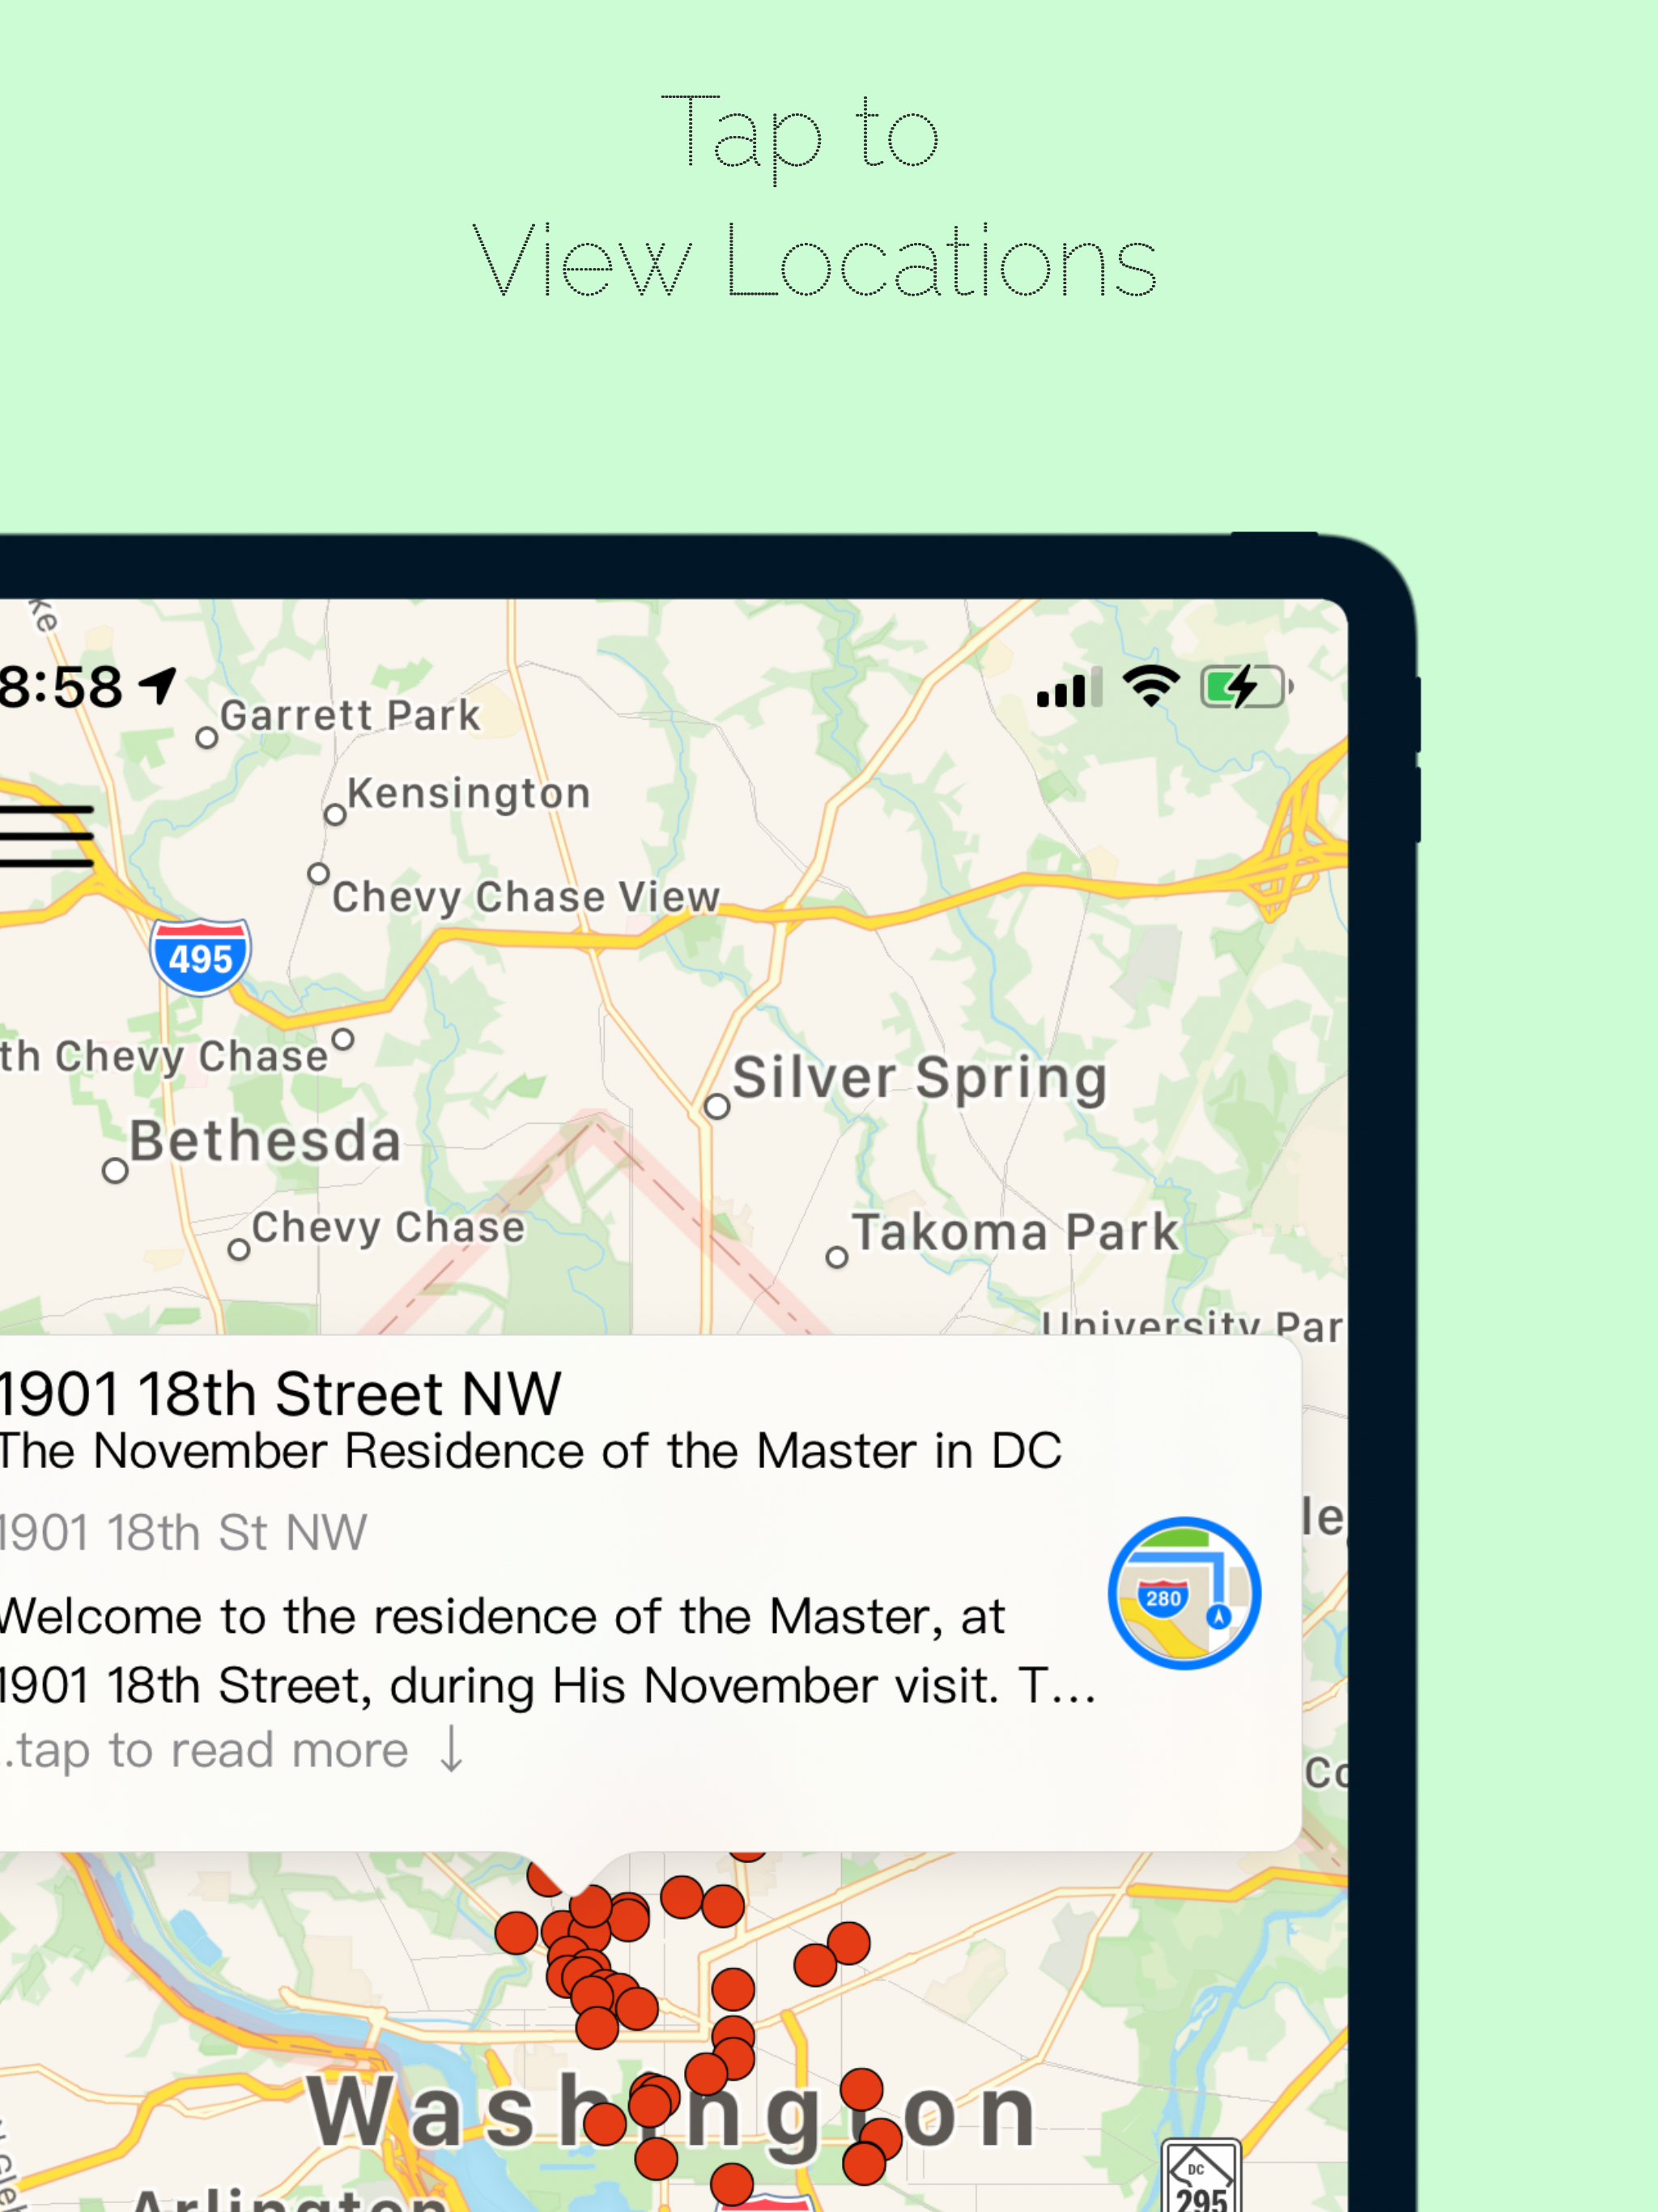 Tap to
View Locations
ke
8:58
Garrett Park
Kensington
Chevy Chase View
495
th Chevy Chase
Silver Spring
Bethesda
Chevy Chase
Takoma Park
University Par
1901 18th Street NW
The November Residence of the Master in DC
1901 18th St NW
le
280
Welcome to the residence of the Master, at
1901 18th Street, during His November visit. T...
..tap to read more ↓
Co
Washington
DC
295
Arlington